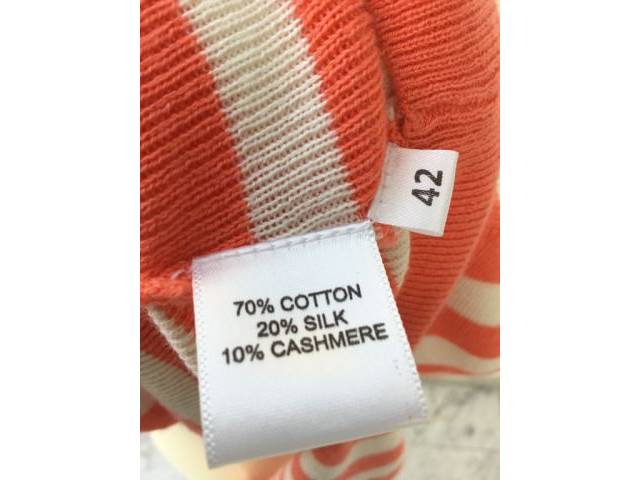 42
70% COTTON
20% SILK
10% CASHMERE